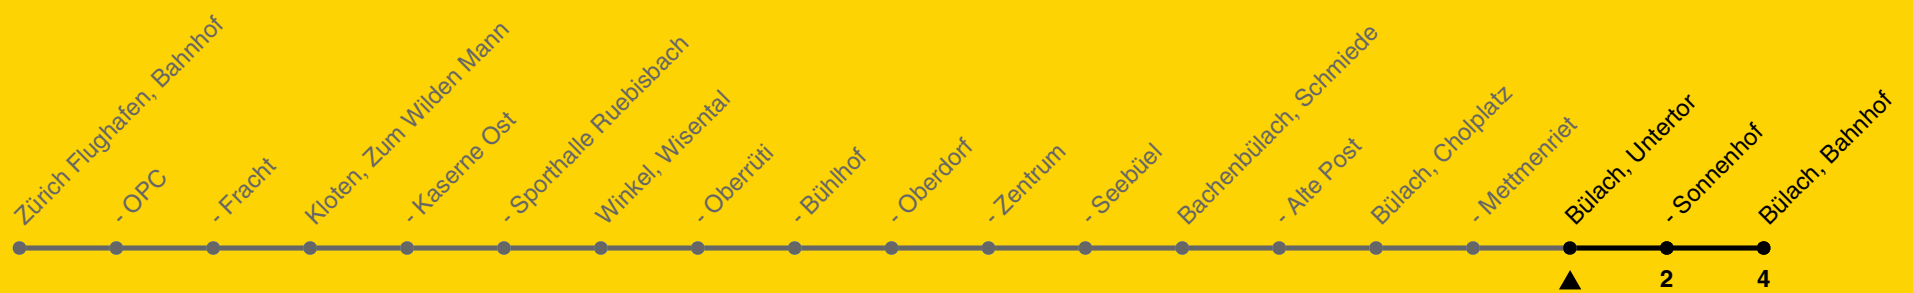 Zürich Flughafen, Bahnhof
- OPC
- Fracht
Kloten, Zum Wilden Mann
- Kaserne Ost
- Sporthalle Ruebisbach
Winkel, Wisental
- Oberrüti
- Bühlhof
- Oberdorf
- Zentrum
- Seebüel
Bachenbülach, Schmiede
- Alte Post
Bülach, Cholplatz
- Mettmenriet
Bülach, Untertor
- Sonnenhof
Bülach, Bahnhof
2
4